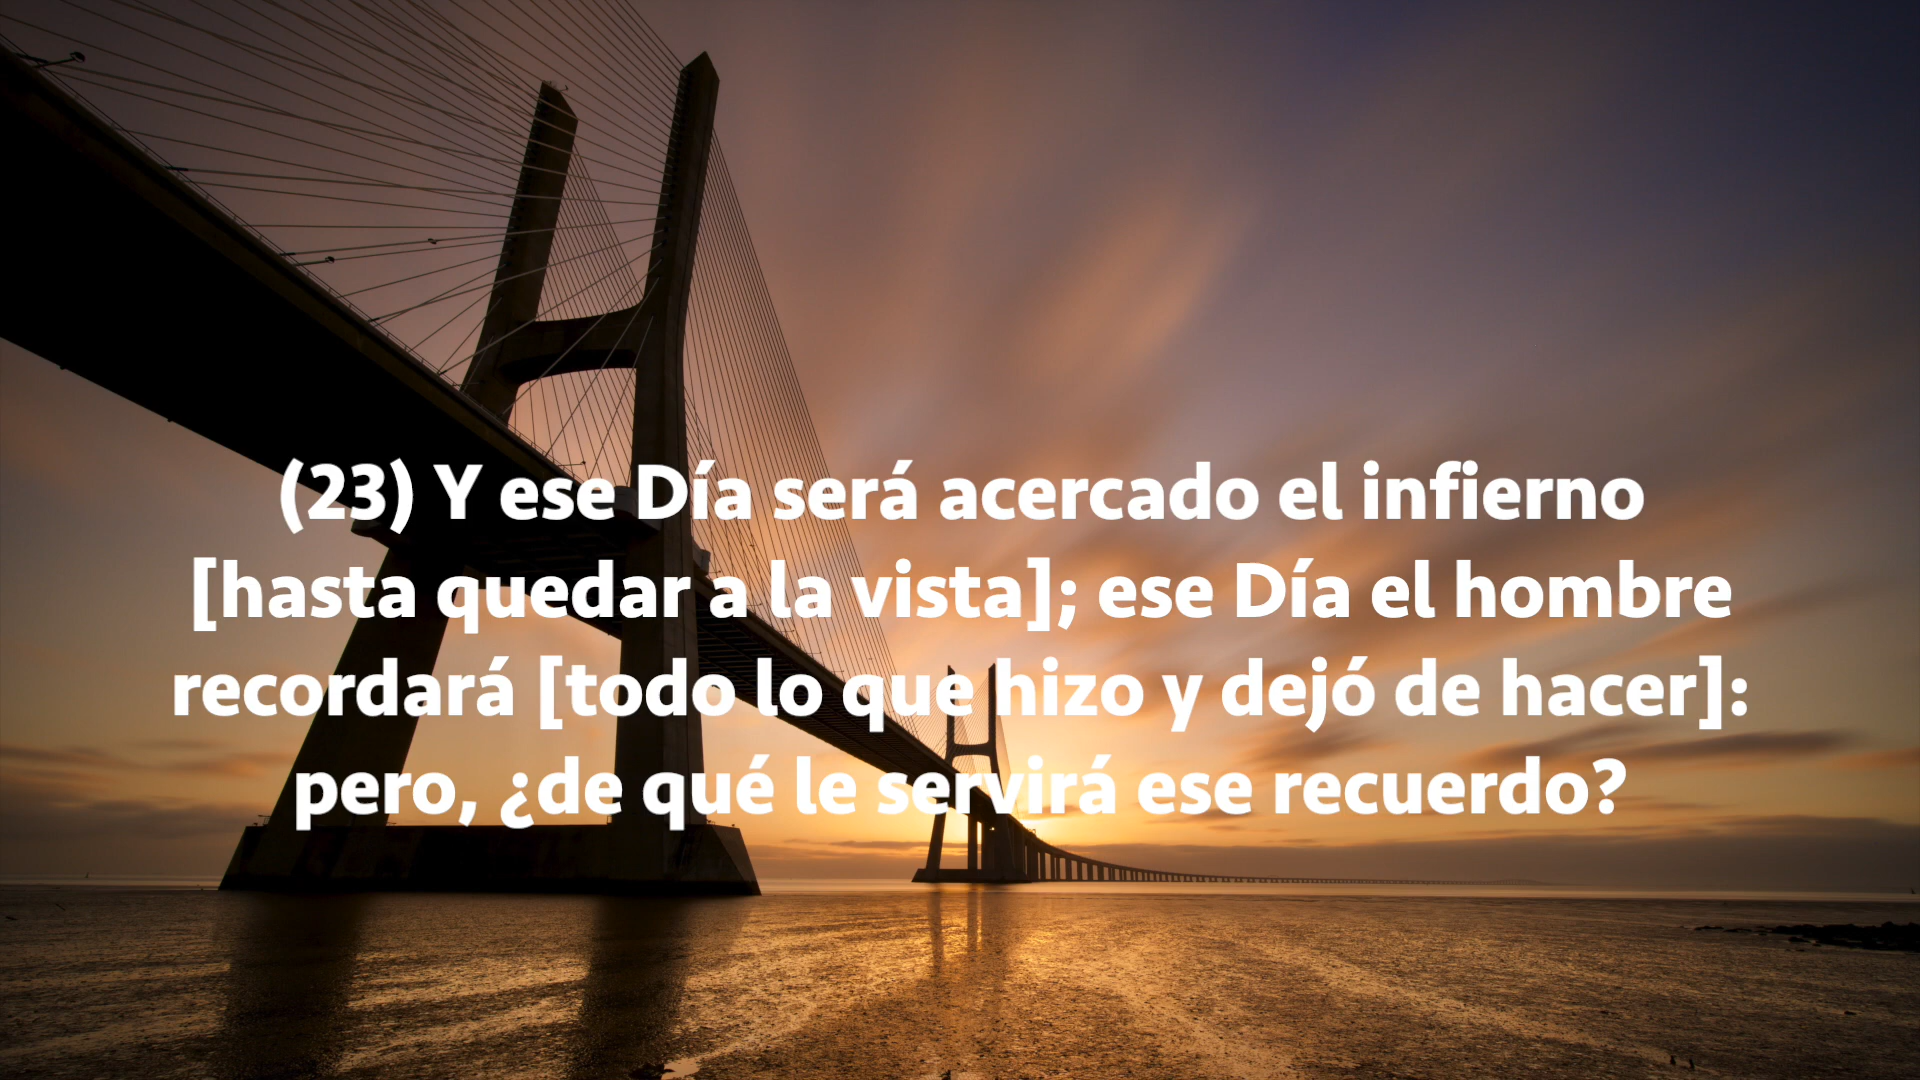 (23) Y ese Día será acercado el infierno
[hasta quedar a la vista]; ese Día el hombre
recordará [todo lo que hizo y dejó de hacer]:
pero, ¿de qué le servirá ese recuerdo?